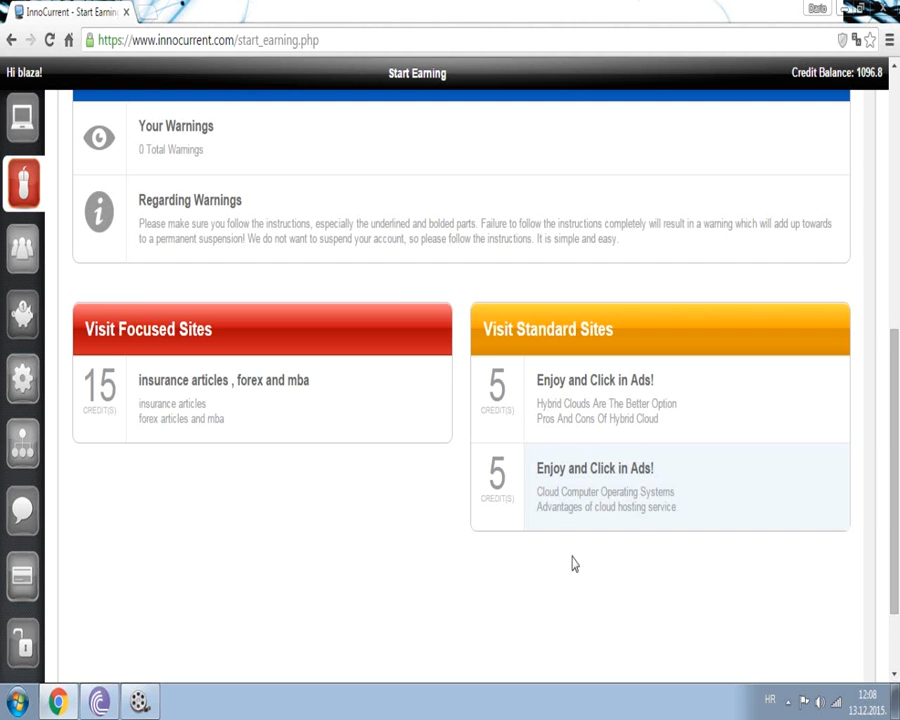 InnoCurrent - Start Earnin
Dario
https://www.innocurrent.com/start_earning.php
Hi blaza!
Start Earning
Credit Balance: 1096.8
Your Warnings
0 Total Warnings
Regarding Warnings
Please make sure you follow the instructions, especially the underlined and bolded parts. Failure to follow the instructions completely will result in a warning which will add up towards
to a permanent suspension! We do not want to suspend your account, so please follow the instructions. It is simple and easy.
Visit Focused Sites
15
CREDIT(S)
insurance articles , forex and mba
insurance articles
forex articles and mba
Visit Standard Sites
5
CREDIT(S)
Enjoy and Click in Ads!
Hybrid Clouds Are The Better Option
Pros And Cons Of Hybrid Cloud
5
CREDIT(S)
Enjoy and Click in Ads!
Cloud Computer Operating Systems
Advantages of cloud hosting service
HR
12:08
13.12.2015.